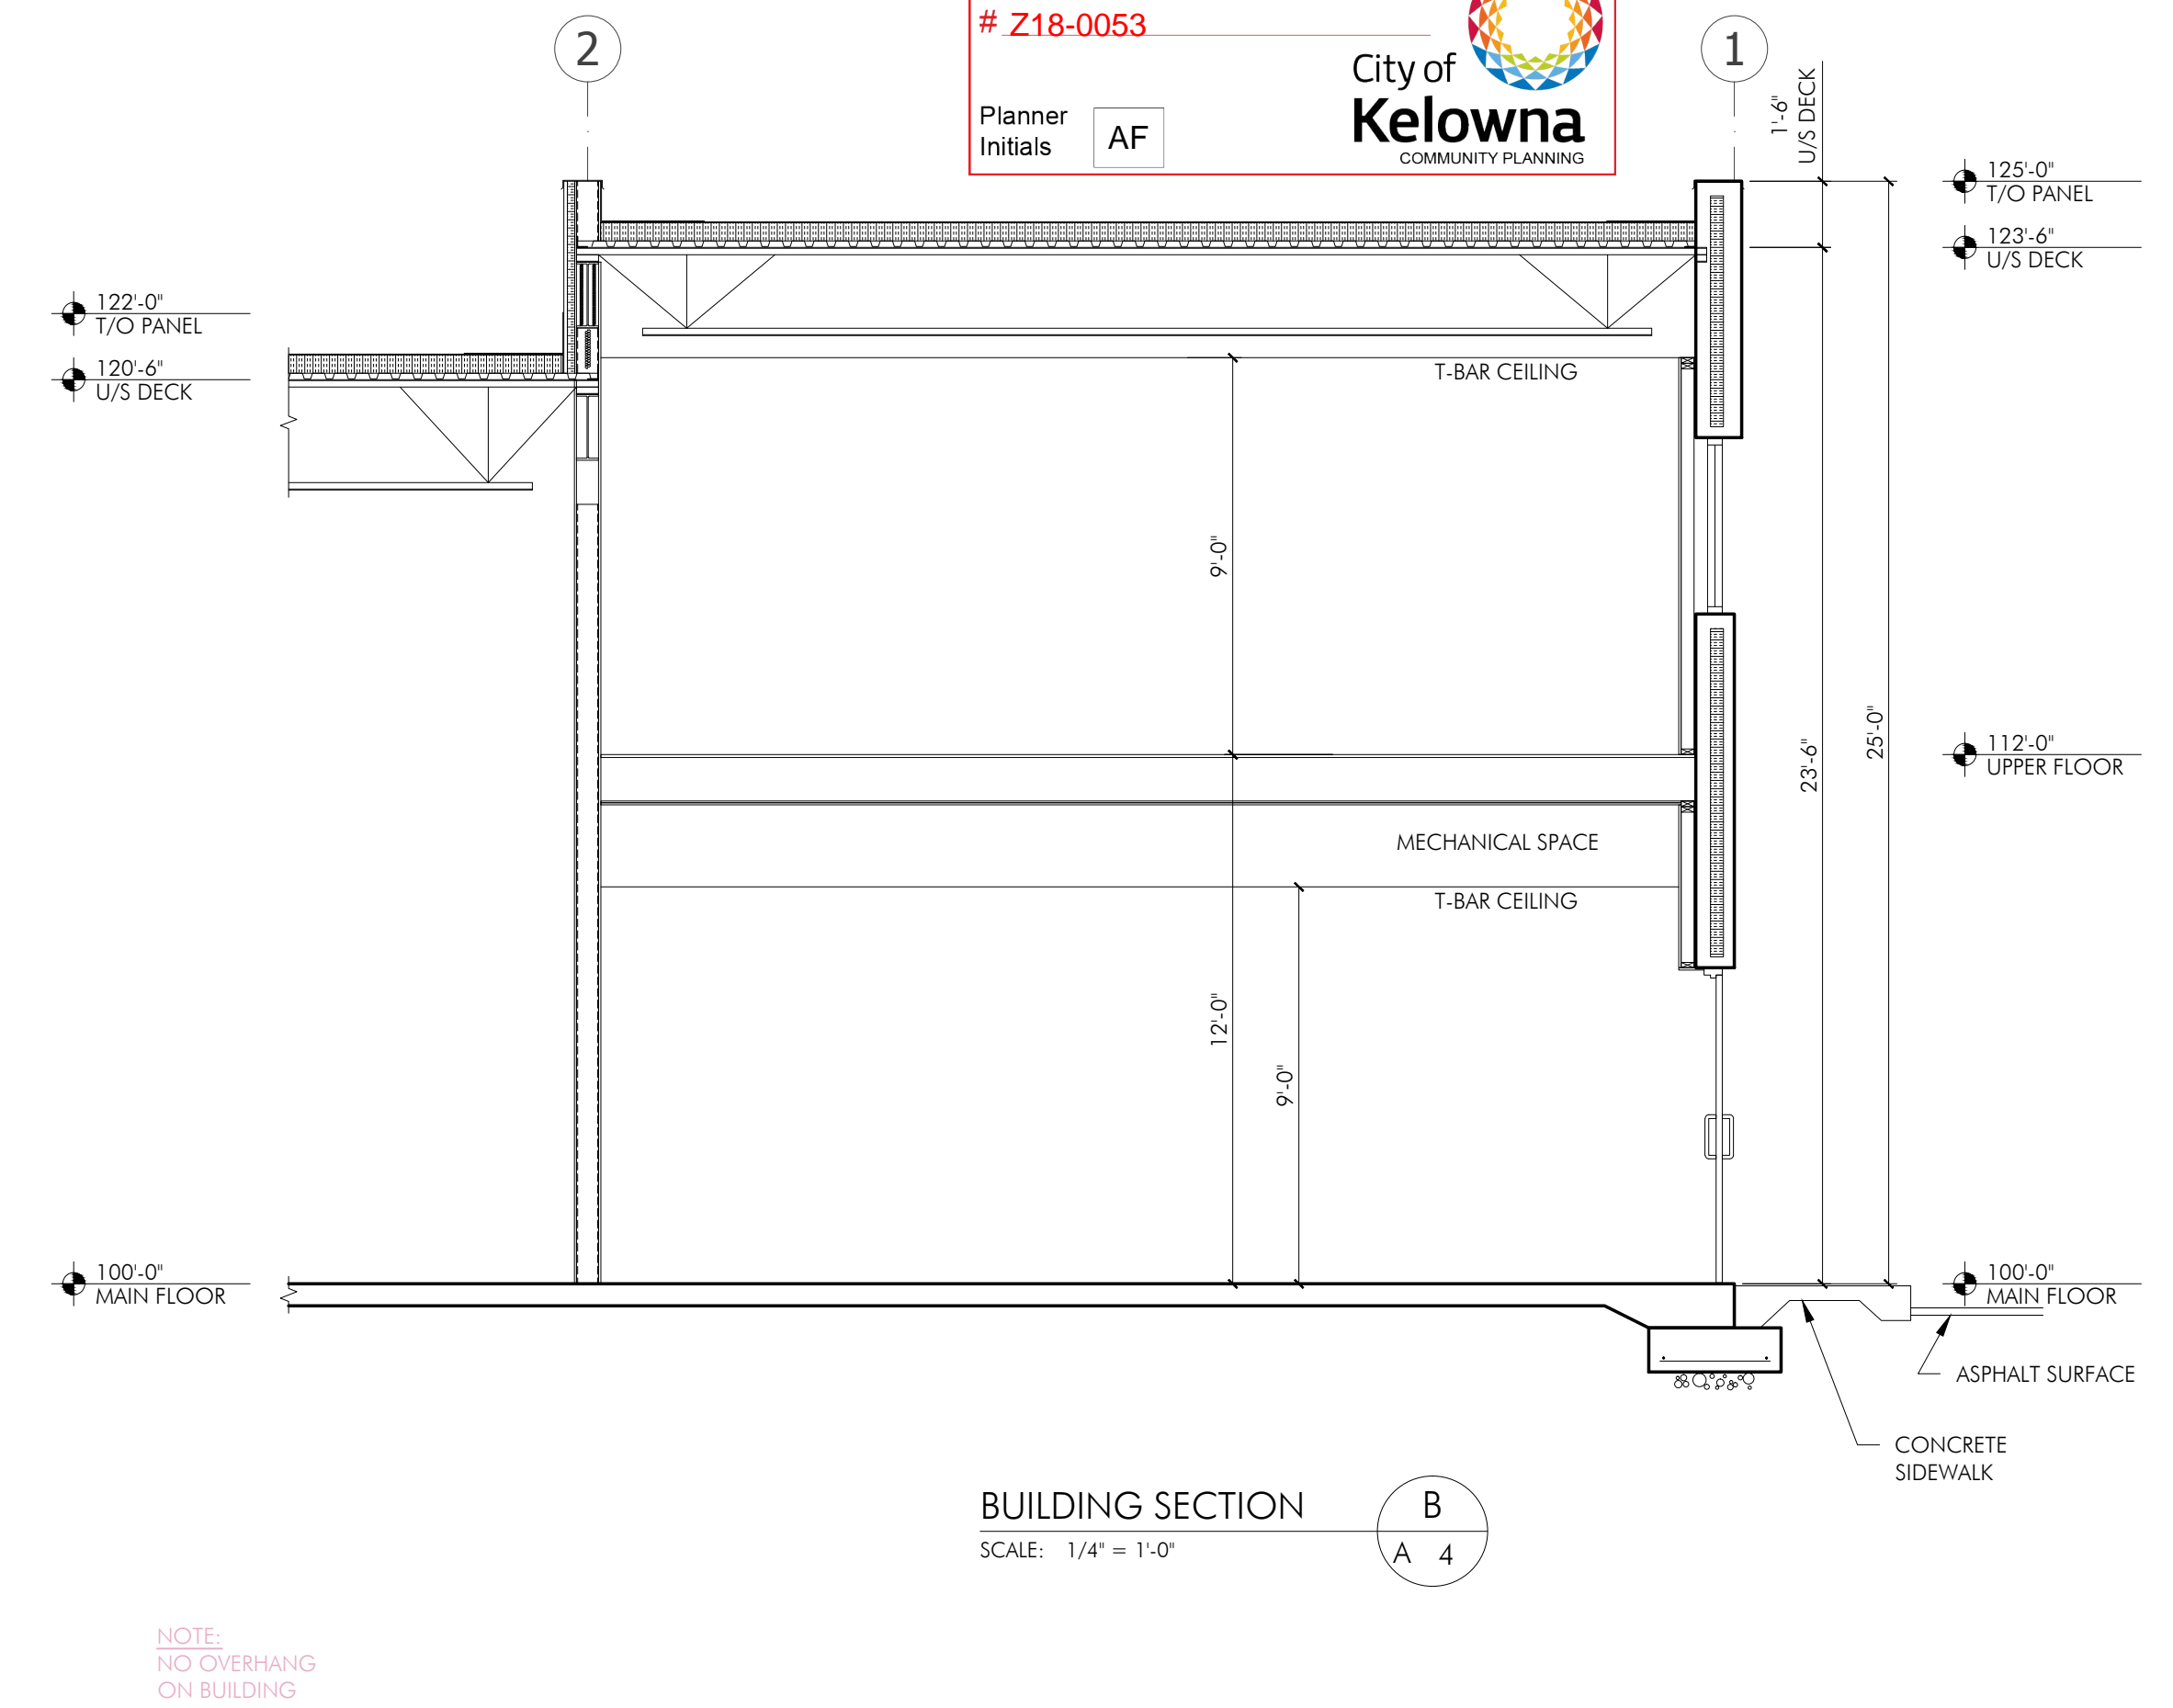 # Z18-0053
City of
Kelowna
COMMUNITY PLANNING
Planner
Initials
AF
2
1
1'-6"
U/S DECK
125'-0"
T/O PANEL
123'-6"
U/S DECK
122'-0"
T/O PANEL
120'-6"
U/S DECK
T-BAR CEILING
9'-0"
23'-6"
25'-0"
112'-0"
UPPER FLOOR
MECHANICAL SPACE
T-BAR CEILING
12'-0"
9'-0"
100'-0"
MAIN FLOOR
100'-0"
MAIN FLOOR
ASPHALT SURFACE
CONCRETE
SIDEWALK
BUILDING SECTION
SCALE: 1/4" = 1'-0"
B
A 4
NOTE:
NO OVERHANG
ON BUILDING